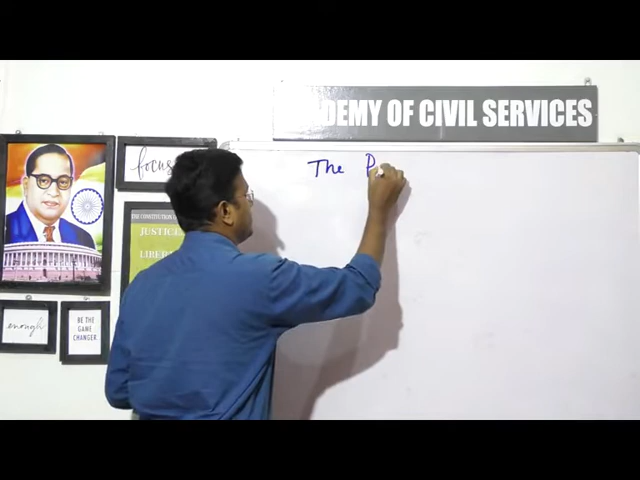 DEMY OF CIVIL SERVICES
focus
The P
THE CONSTITUTION
JUSTICE
LIBER
enough
BE THE
GAME
CHANGER